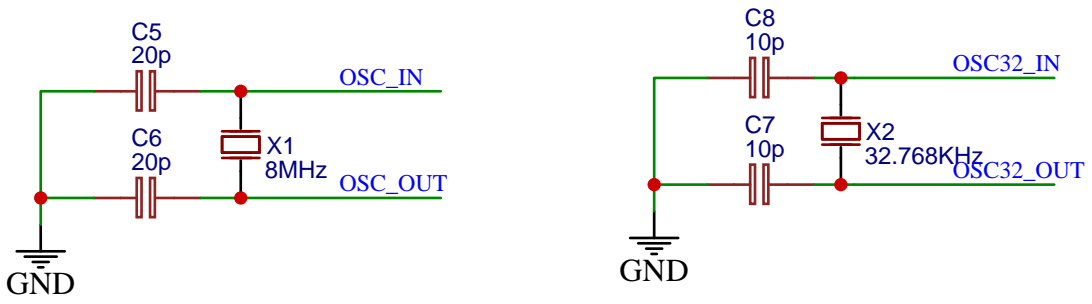 C5
20p
OSC_IN
C6
20p
X1
8MHz
OSC_OUT
GND
C8
10p
OSC32_IN
C7
10p
X2
32.768KHz
OSC32_OUT
GND